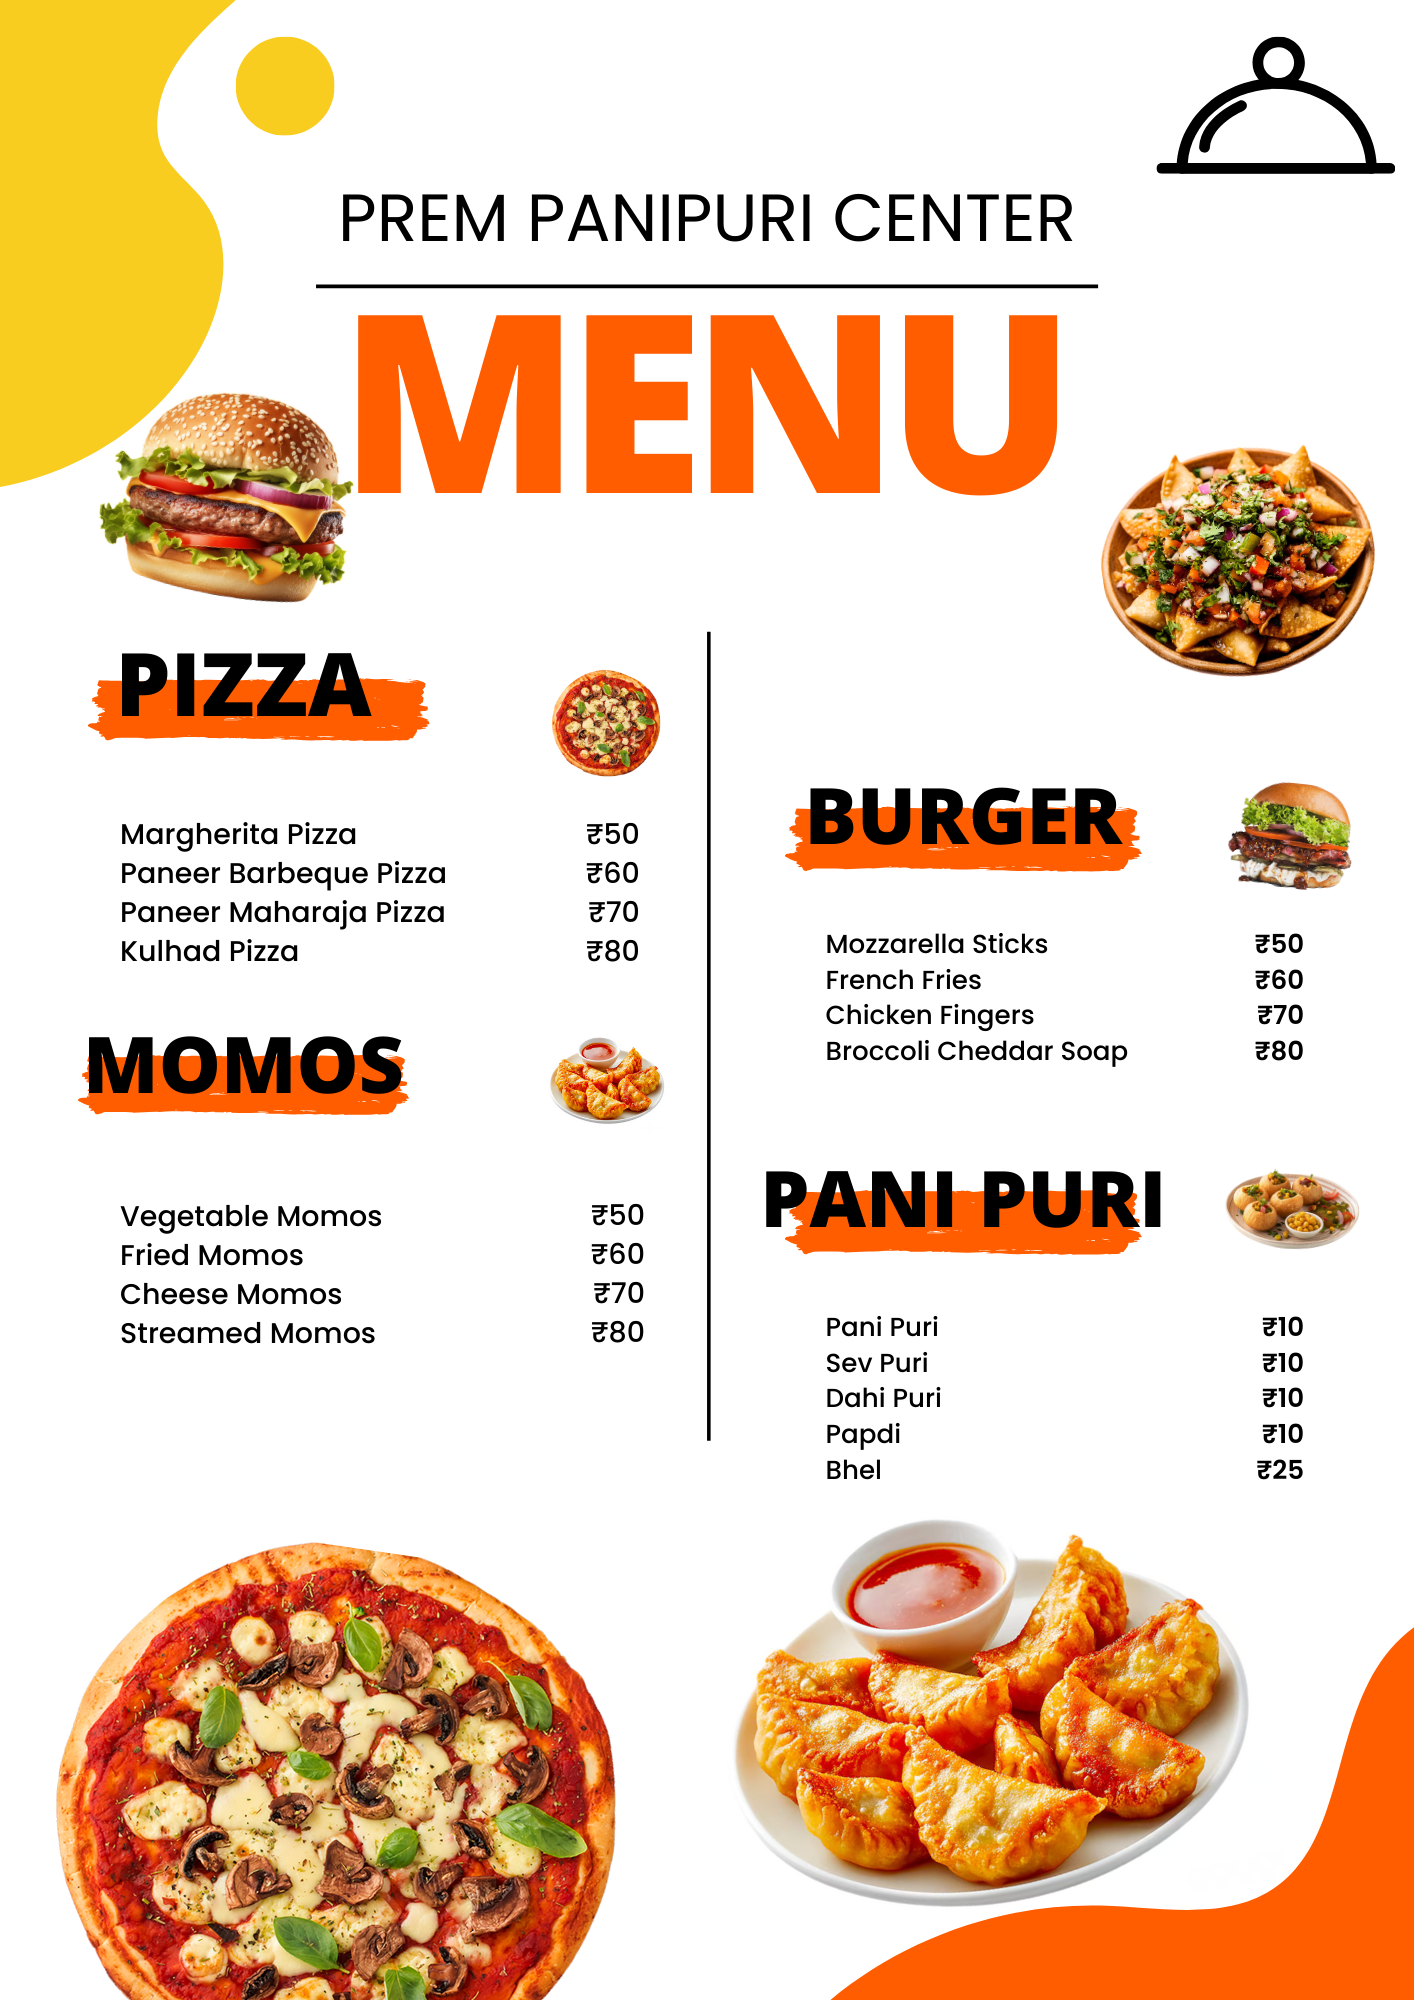 PREM PANIPURI CENTER
MENU
PIZZA
Margherita Pizza ₹50
Paneer Barbeque Pizza ₹60
Paneer Maharaja Pizza ₹70
Kulhad Pizza ₹80
MOMOS
Vegetable Momos ₹50
Fried Momos ₹60
Cheese Momos ₹70
Streamed Momos ₹80
BURGER
Mozzarella Sticks ₹50
French Fries ₹60
Chicken Fingers ₹70
Broccoli Cheddar Soap ₹80
PANI PURI
Pani Puri ₹10
Sev Puri ₹10
Dahi Puri ₹10
Papdi ₹10
Bhel ₹25